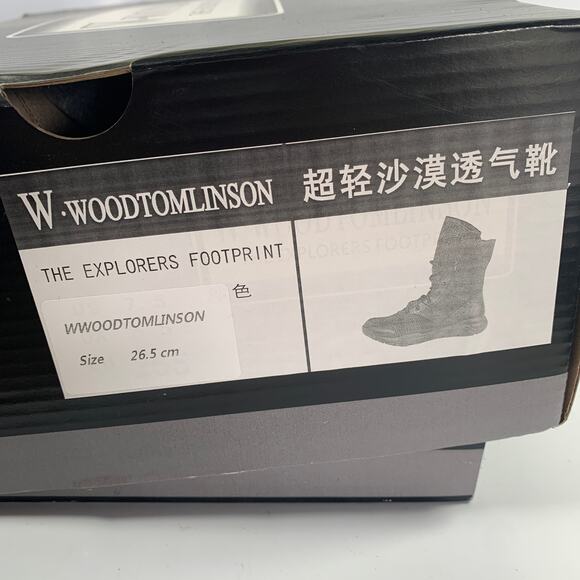 W·WOODTOMLINSON 超轻沙漠透气靴
THE EXPLORERS FOOTPRINT
色
WWOODTOMLINSON
Size 26.5 cm